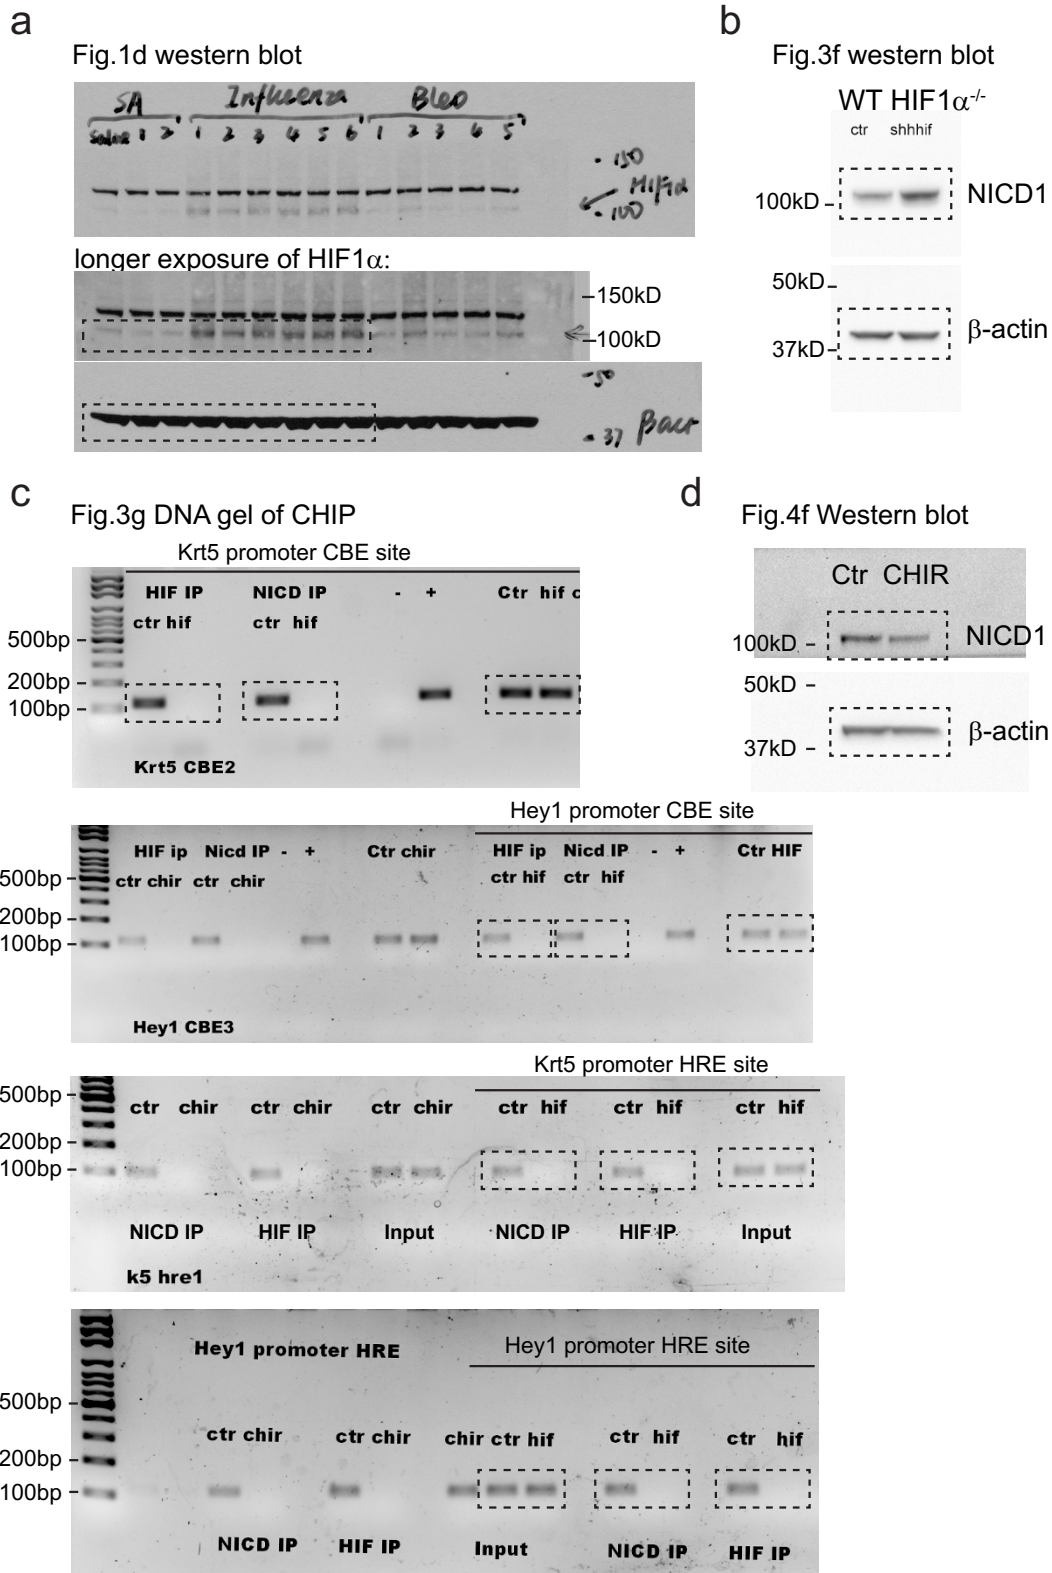 a
Fig.1d western blot
SA Influenza Bleo
Saline 1 2 1 2 3 4 5 6 1 2 3 4 5
- 150
HIF1α
- 100
longer exposure of HIF1α:
150kD
100kD
- 50
- 37 βact
b
Fig.3f western blot
WT HIF1α-/-
ctr shhhif
100kD NICD1
50kD
β-actin
37kD
c
Fig.3g DNA gel of CHIP
Krt5 promoter CBE site
HIF IP NICD IP - + Ctr hif c
ctr hif ctr hif
500bp
200bp
100bp
Krt5 CBE2
d
Fig.4f Western blot
Ctr CHIR
100kD NICD1
50kD
β-actin
37kD
Hey1 promoter CBE site
HIF ip Nicd IP - + Ctr chir HIF ip Nicd IP - + Ctr HIF
ctr chir ctr chir ctr hif ctr hif
500bp
200bp
100bp
Hey1 CBE3
Krt5 promoter HRE site
500bp
ctr chir ctr chir ctr chir ctr hif ctr hif ctr hif
200bp
100bp
NICD IP HIF IP Input NICD IP HIF IP Input
k5 hre1
Hey1 promoter HRE Hey1 promoter HRE site
500bp
ctr chir ctr chir chir ctr hif ctr hif ctr hif
200bp
100bp
NICD IP HIF IP Input NICD IP HIF IP